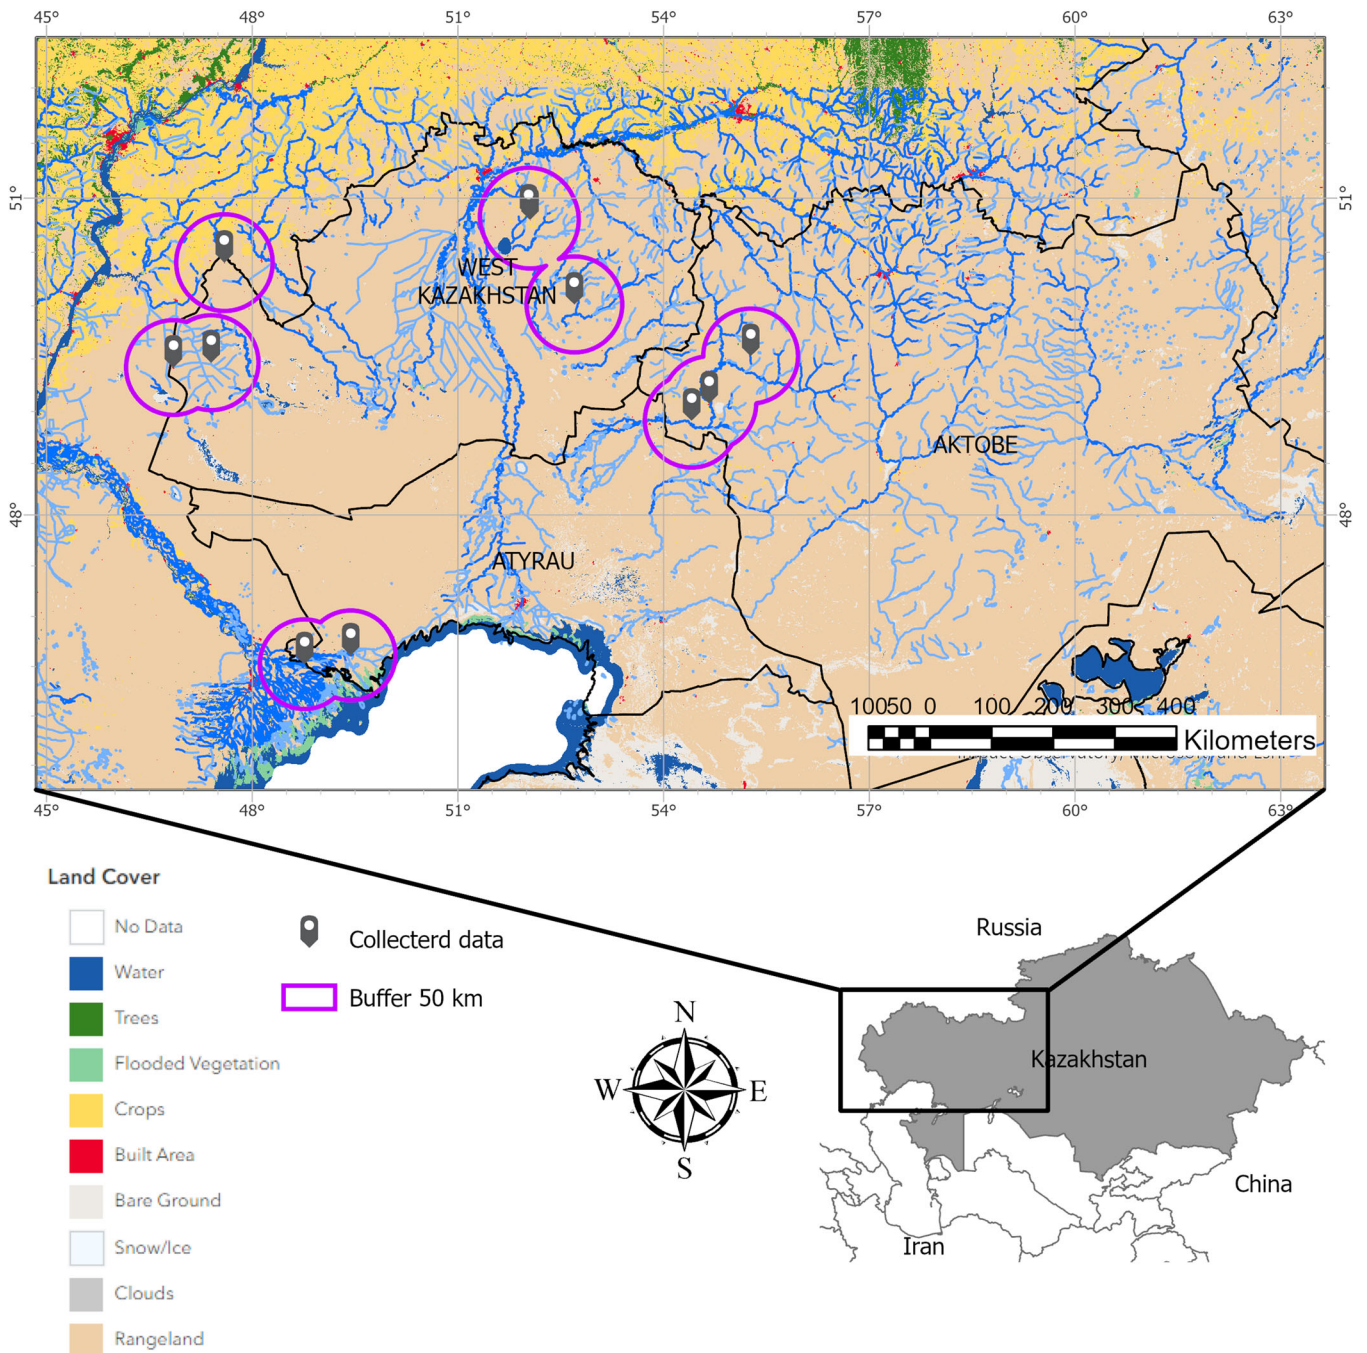 45° 48° 51° 54° 57° 60° 63°
51° 51°
WEST
KAZAKHSTAN
AKTOBE
48° 48°
ATYRAU
10050 0 100 200 300 400
Kilometers
45° 48° 51° 54° 57° 60° 63°
Land Cover
No Data
Water
Trees
Flooded Vegetation
Crops
Built Area
Bare Ground
Snow/Ice
Clouds
Rangeland
Collecterd data
Buffer 50 km
N
W E
S
Russia
Kazakhstan
China
Iran